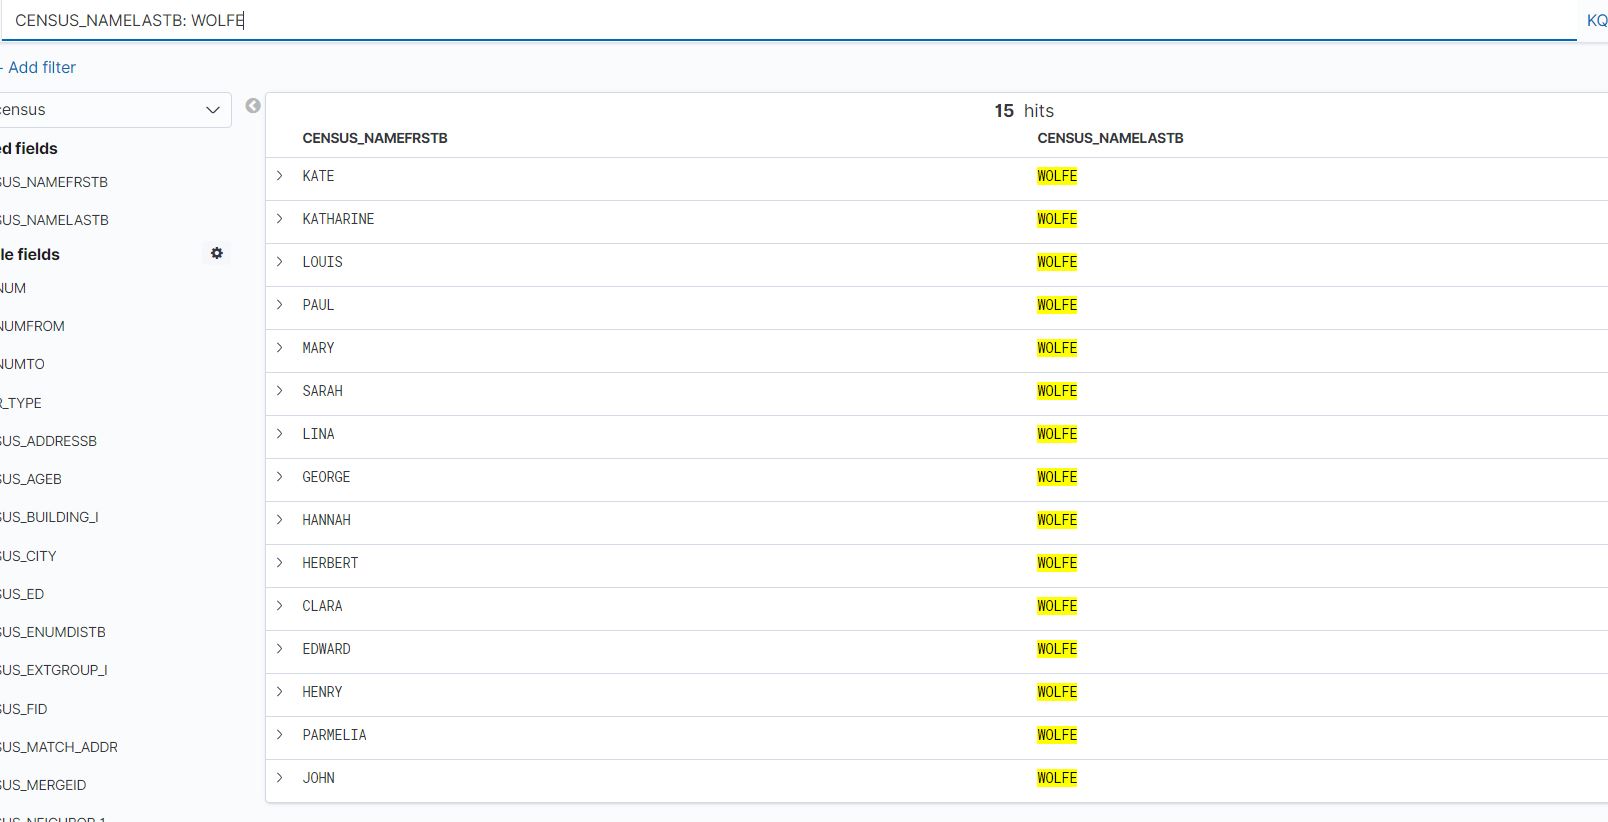 CENSUS_NAMELASTB: WOLFE
KQ
Add filter
census
15 hits
CENSUS_NAMEFRSTB CENSUS_NAMELASTB
ed fields
SUS_NAMEFRSTB
SUS_NAMELASTB
le fields
NUM
NUMFROM
NUMTO
R_TYPE
SUS_ADDRESSB
SUS_AGEB
SUS_BUILDING_I
SUS_CITY
SUS_ED
SUS_ENUMDISTB
SUS_EXTGROUP_I
SUS_FID
SUS_MATCH_ADDR
SUS_MERGEID
SUS_NEIGHBOR_1
KATE WOLFE
KATHARINE WOLFE
LOUIS WOLFE
PAUL WOLFE
MARY WOLFE
SARAH WOLFE
LINA WOLFE
GEORGE WOLFE
HANNAH WOLFE
HERBERT WOLFE
CLARA WOLFE
EDWARD WOLFE
HENRY WOLFE
PARMELIA WOLFE
JOHN WOLFE